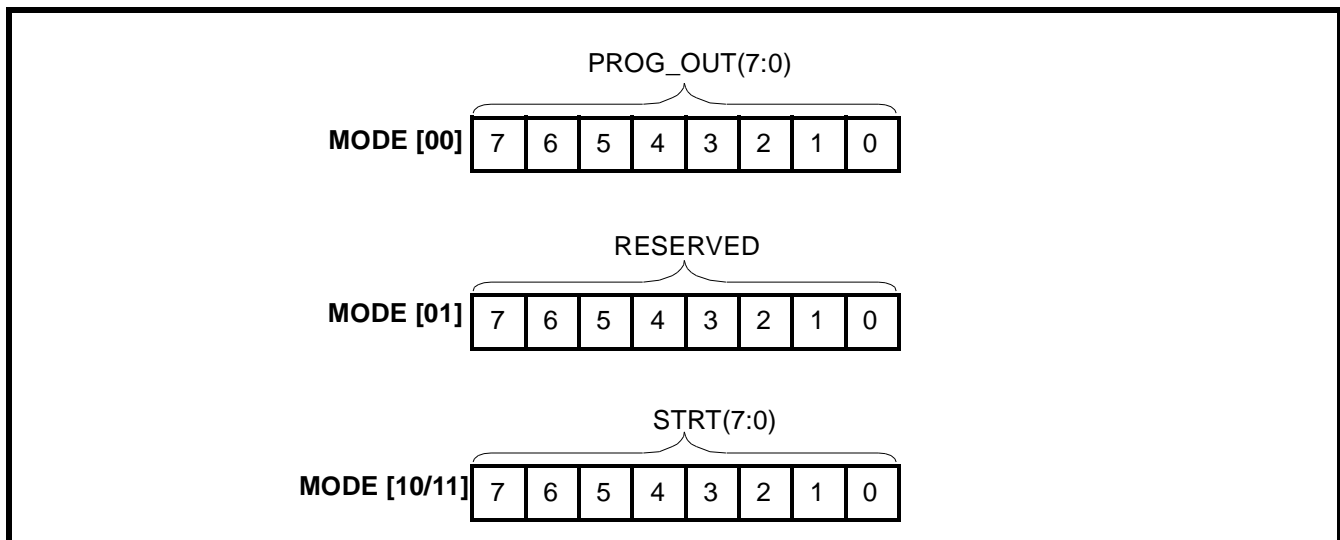 PROG_OUT(7:0)
MODE [00] 7 6 5 4 3 2 1 0
RESERVED
MODE [01] 7 6 5 4 3 2 1 0
STRT(7:0)
MODE [10/11] 7 6 5 4 3 2 1 0